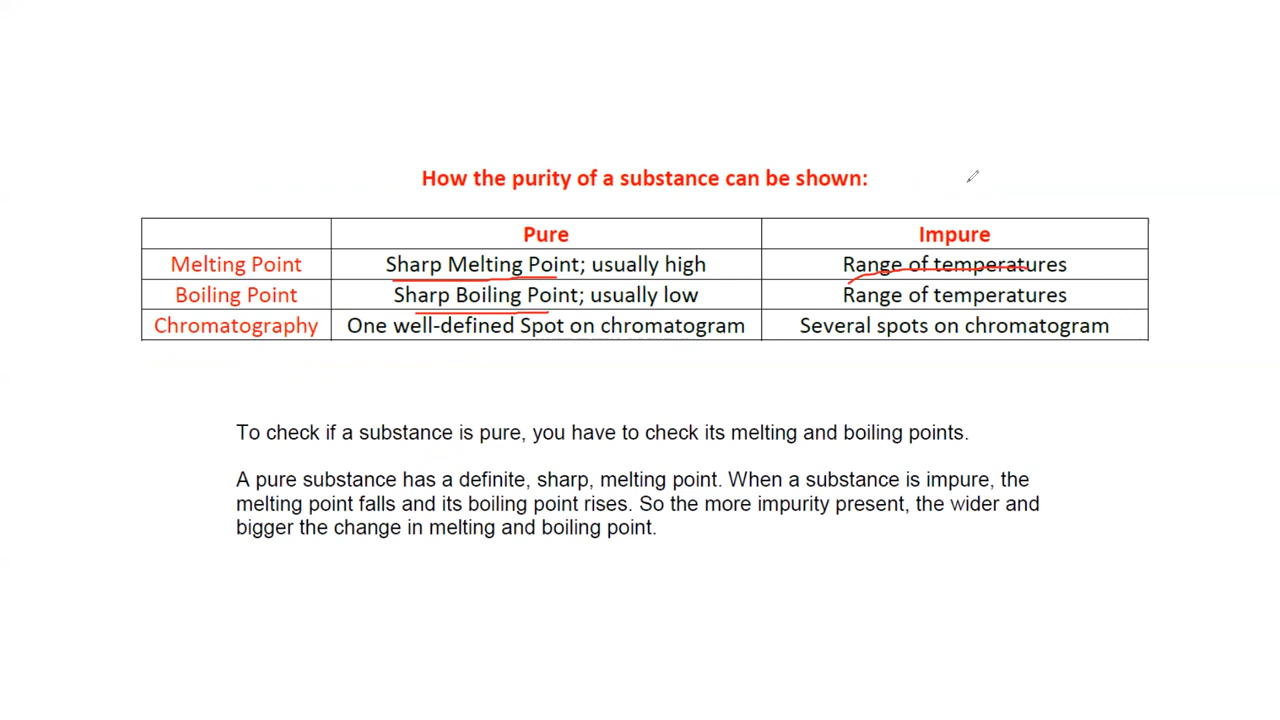 How the purity of a substance can be shown:
Pure Impure
Melting Point Sharp Melting Point; usually high Range of temperatures
Boiling Point Sharp Boiling Point; usually low Range of temperatures
Chromatography One well-defined Spot on chromatogram Several spots on chromatogram
To check if a substance is pure, you have to check its melting and boiling points.
A pure substance has a definite, sharp, melting point. When a substance is impure, the
melting point falls and its boiling point rises. So the more impurity present, the wider and
bigger the change in melting and boiling point.